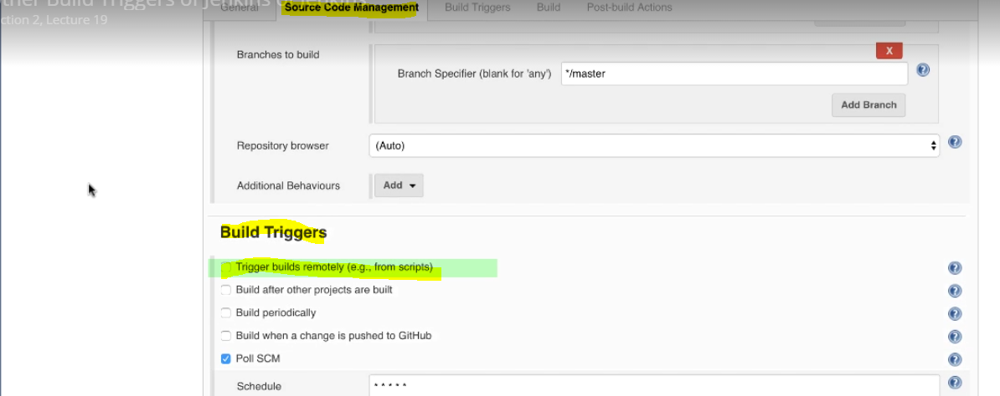 ther Build Triggers of Jenkins
ction 2, Lecture 19
General Source Code Management Build Triggers Build Post-build Actions
Branches to build
X
Branch Specifier (blank for 'any') */master
Add Branch
Repository browser (Auto)
Additional Behaviours Add
Build Triggers
Trigger builds remotely (e.g., from scripts)
Build after other projects are built
Build periodically
Build when a change is pushed to GitHub
Poll SCM
Schedule * * * * *